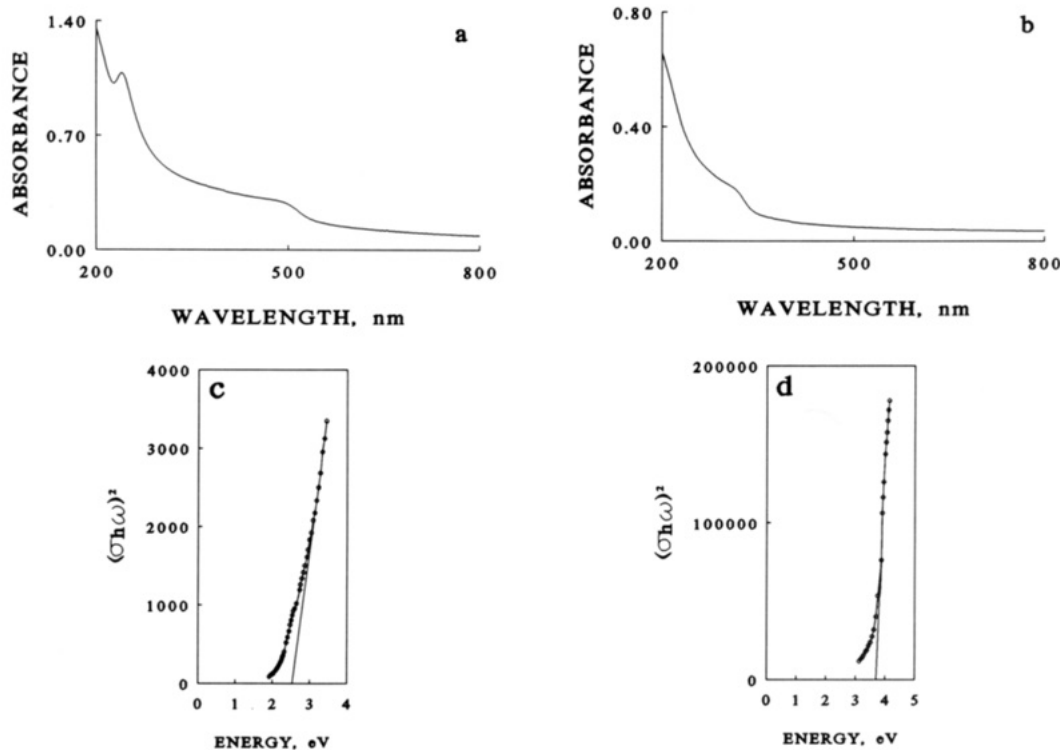 a
1.40
0.70
0.00
ABSORBANCE
200 500 800
WAVELENGTH, nm
b
0.80
0.40
0.00
ABSORBANCE
200 500 800
WAVELENGTH, nm
c
4000
3000
2000
1000
0
(σhω)²
0 1 2 3 4
ENERGY, eV
d
200000
100000
0
(σhω)²
0 1 2 3 4 5
ENERGY, eV